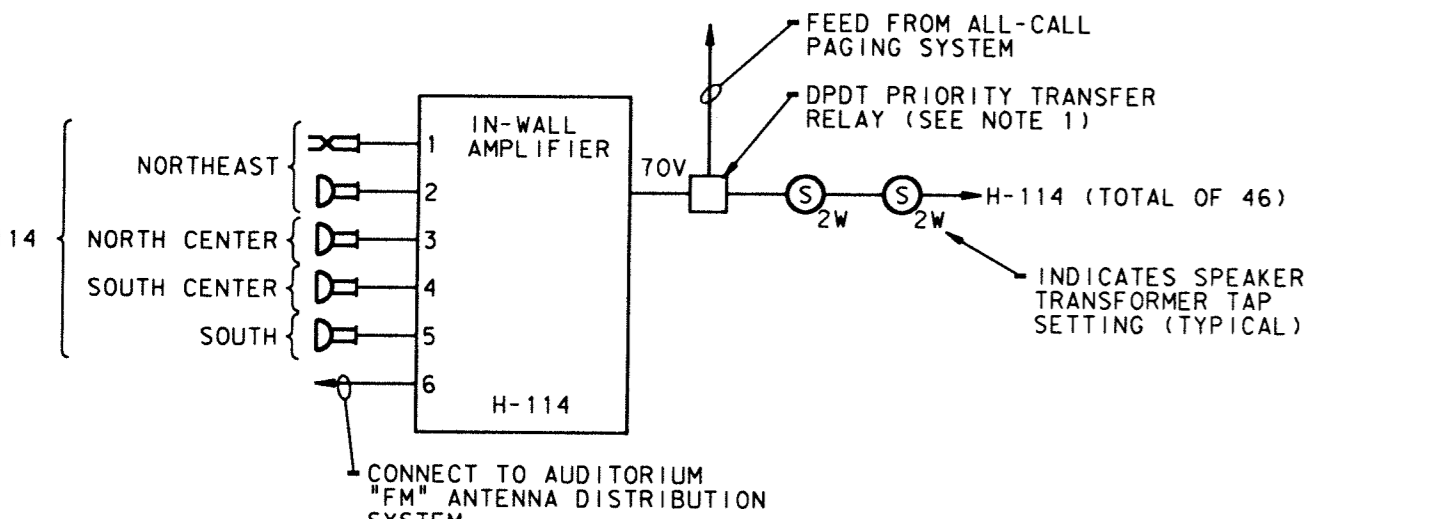 FEED FROM ALL-CALL
PAGING SYSTEM
DPDT PRIORITY TRANSFER
RELAY (SEE NOTE 1)
IN-WALL
AMPLIFIER
1
NORTHEAST
70V
2
S
S
H-114 (TOTAL OF 46)
2W
2W
14
NORTH CENTER
3
SOUTH CENTER
4
INDICATES SPEAKER
TRANSFORMER TAP
SETTING (TYPICAL)
SOUTH
5
6
H-114
CONNECT TO AUDITORIUM
"FM" ANTENNA DISTRIBUTION
SYSTEM